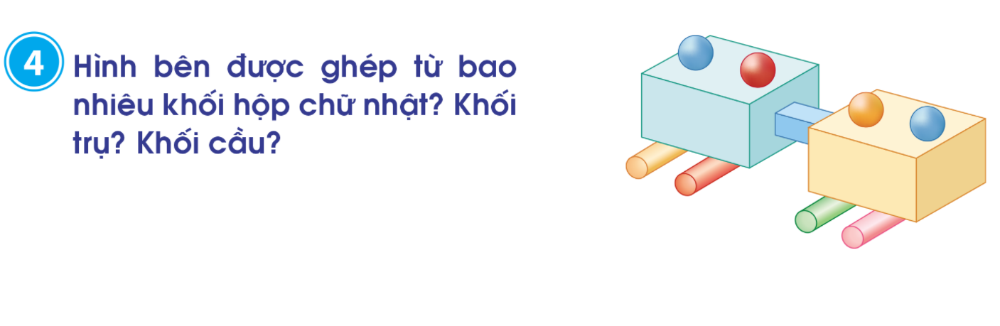 4 Hình bên được ghép từ bao
nhiêu khối hộp chữ nhật? Khối
trụ? Khối cầu?